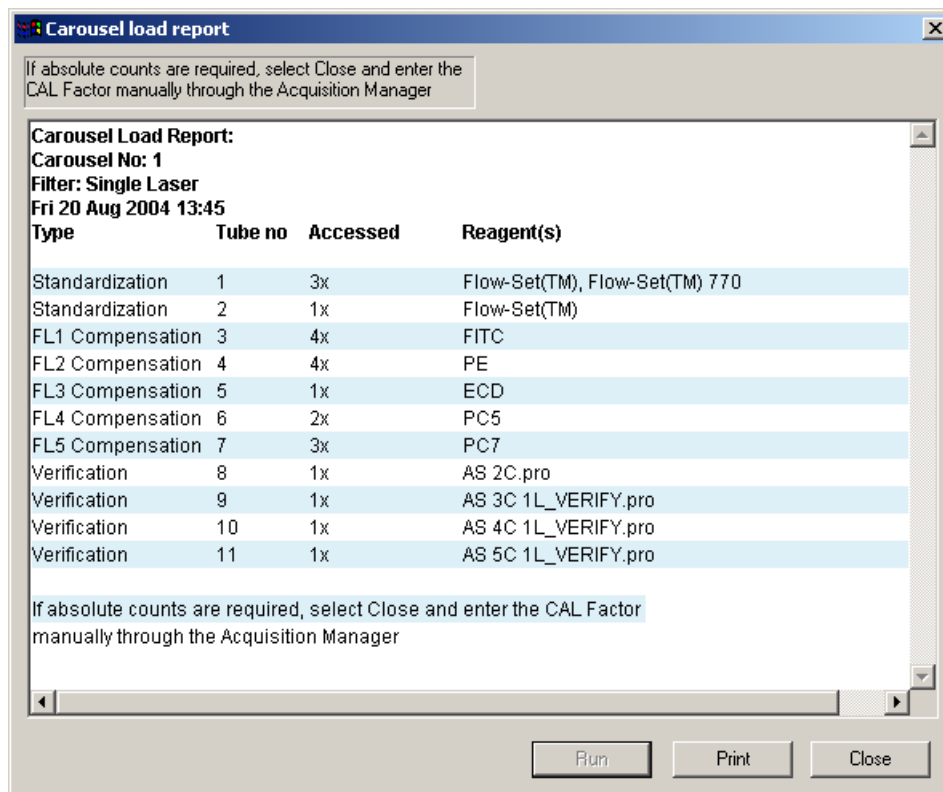 Carousel load report
If absolute counts are required, select Close and enter the
CAL Factor manually through the Acquisition Manager
Carousel Load Report:
Carousel No: 1
Filter: Single Laser
Fri 20 Aug 2004 13:45
Type Tube no Accessed Reagent(s)
Standardization 1 3x Flow-Set(TM), Flow-Set(TM) 770
Standardization 2 1x Flow-Set(TM)
FL1 Compensation 3 4x FITC
FL2 Compensation 4 4x PE
FL3 Compensation 5 1x ECD
FL4 Compensation 6 2x PC5
FL5 Compensation 7 3x PC7
Verification 8 1x AS 2C.pro
Verification 9 1x AS 3C 1L_VERIFY.pro
Verification 10 1x AS 4C 1L_VERIFY.pro
Verification 11 1x AS 5C 1L_VERIFY.pro
If absolute counts are required, select Close and enter the CAL Factor
manually through the Acquisition Manager
Run Print Close